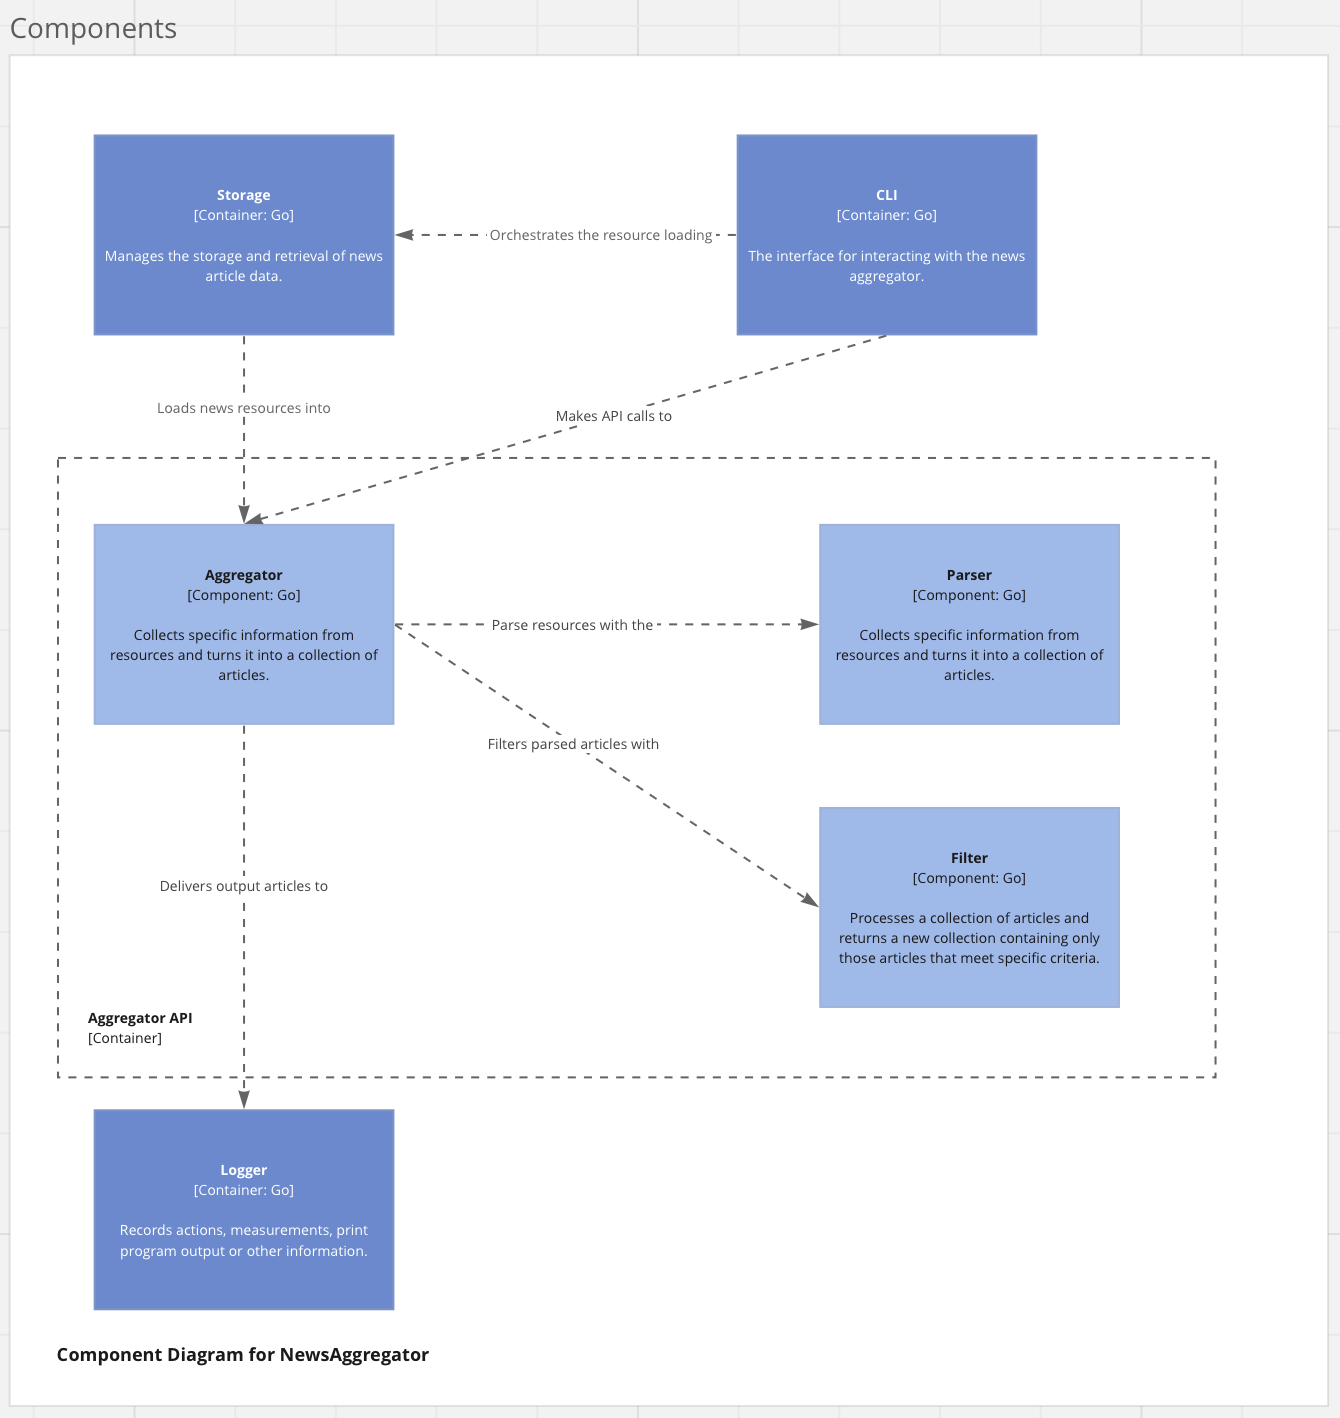 Components
Storage
[Container: Go]
Manages the storage and retrieval of news
article data.
Orchestrates the resource loading
CLI
[Container: Go]
The interface for interacting with the news
aggregator.
Loads news resources into
Makes API calls to
Aggregator
[Component: Go]
Collects specific information from
resources and turns it into a collection of
articles.
Parse resources with the
Parser
[Component: Go]
Collects specific information from
resources and turns it into a collection of
articles.
Filters parsed articles with
Filter
[Component: Go]
Processes a collection of articles and
returns a new collection containing only
those articles that meet specific criteria.
Delivers output articles to
Aggregator API
[Container]
Logger
[Container: Go]
Records actions, measurements, print
program output or other information.
Component Diagram for NewsAggregator